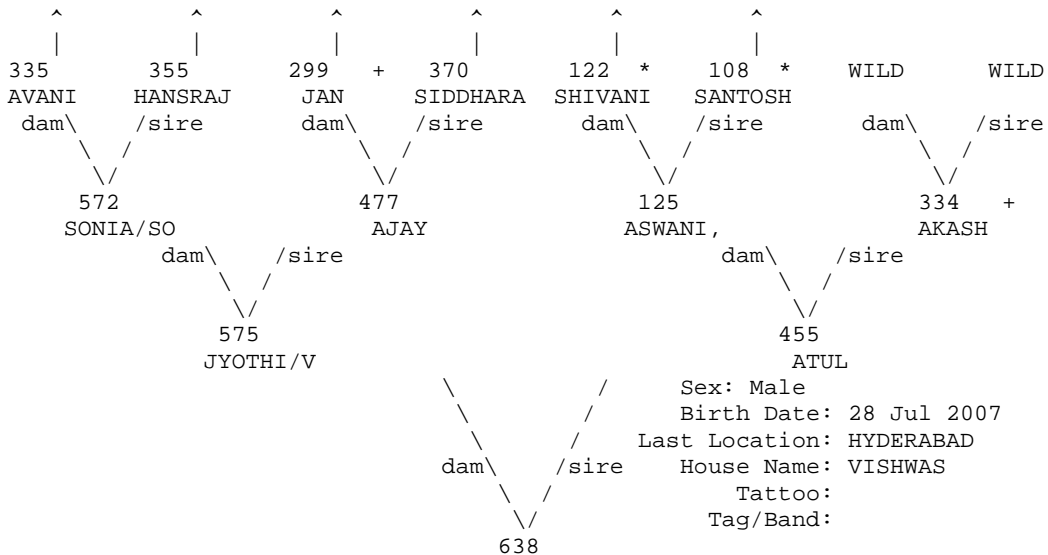 ^ ^ ^ ^ ^ ^
| | | | | |
335 355 299 + 370 122 * 108 * WILD WILD
AVANI HANSRAJ JAN SIDDHARA SHIVANI SANTOSH
dam\ /sire dam\ /sire dam\ /sire dam\ /sire
\ / \ / \ / \ /
\/ \/ \/ \/
572 477 125 334 +
SONIA/SO AJAY ASWANI, AKASH
dam\ /sire dam\ /sire
\ / \ /
\/ \/
575 455
JYOTHI/V ATUL
\ / Sex: Male
\ / Birth Date: 28 Jul 2007
\ / Last Location: HYDERABAD
dam\ /sire House Name: VISHWAS
\ / Tattoo:
\/ Tag/Band:
638